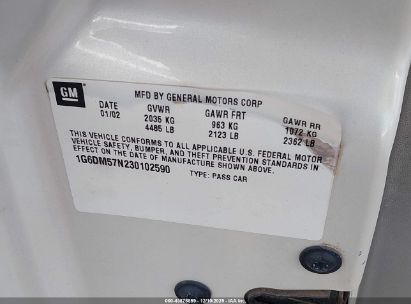 GM
MFD BY GENERAL MOTORS CORP
DATE GVWR GAWR FRT GAWR RR
01/02 2035 KG 963 KG 1072 KG
4485 LB 2123 LB 2362 LB
THIS VEHICLE CONFORMS TO ALL APPLICABLE U.S. FEDERAL MOTOR
VEHICLE SAFETY, BUMPER, AND THEFT PREVENTION STANDARDS IN
EFFECT ON THE DATE OF MANUFACTURE SHOWN ABOVE.
1G6DM57N230102590
TYPE: PASS CAR